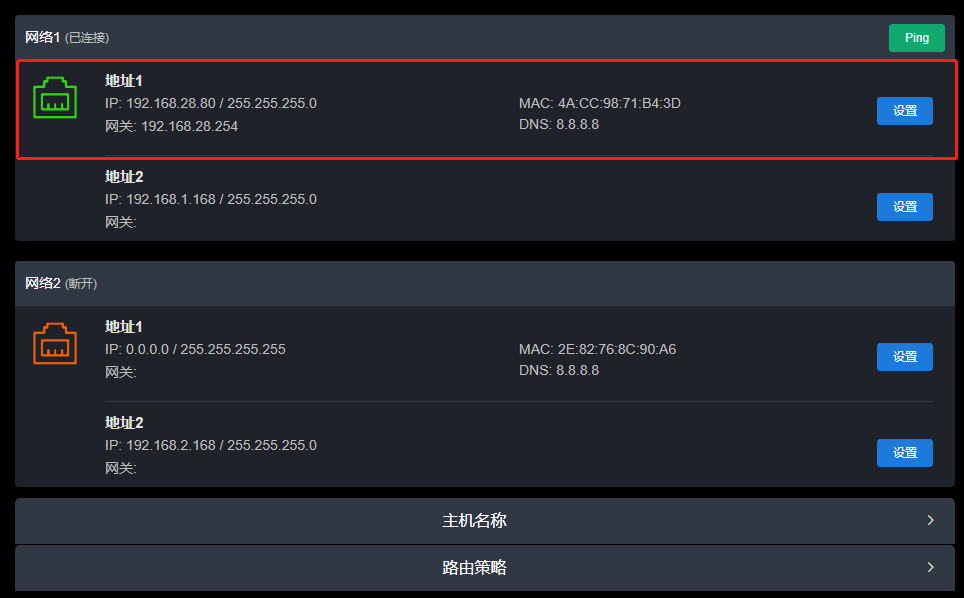 网络1 (已连接)
Ping
地址1
IP: 192.168.28.80 / 255.255.255.0
MAC: 4A:CC:98:71:B4:3D
网关: 192.168.28.254
DNS: 8.8.8.8
设置
地址2
IP: 192.168.1.168 / 255.255.255.0
网关:
设置
网络2 (断开)
地址1
IP: 0.0.0.0 / 255.255.255.255
MAC: 2E:82:76:8C:90:A6
网关:
DNS: 8.8.8.8
设置
地址2
IP: 192.168.2.168 / 255.255.255.0
网关:
设置
主机名称
路由策略